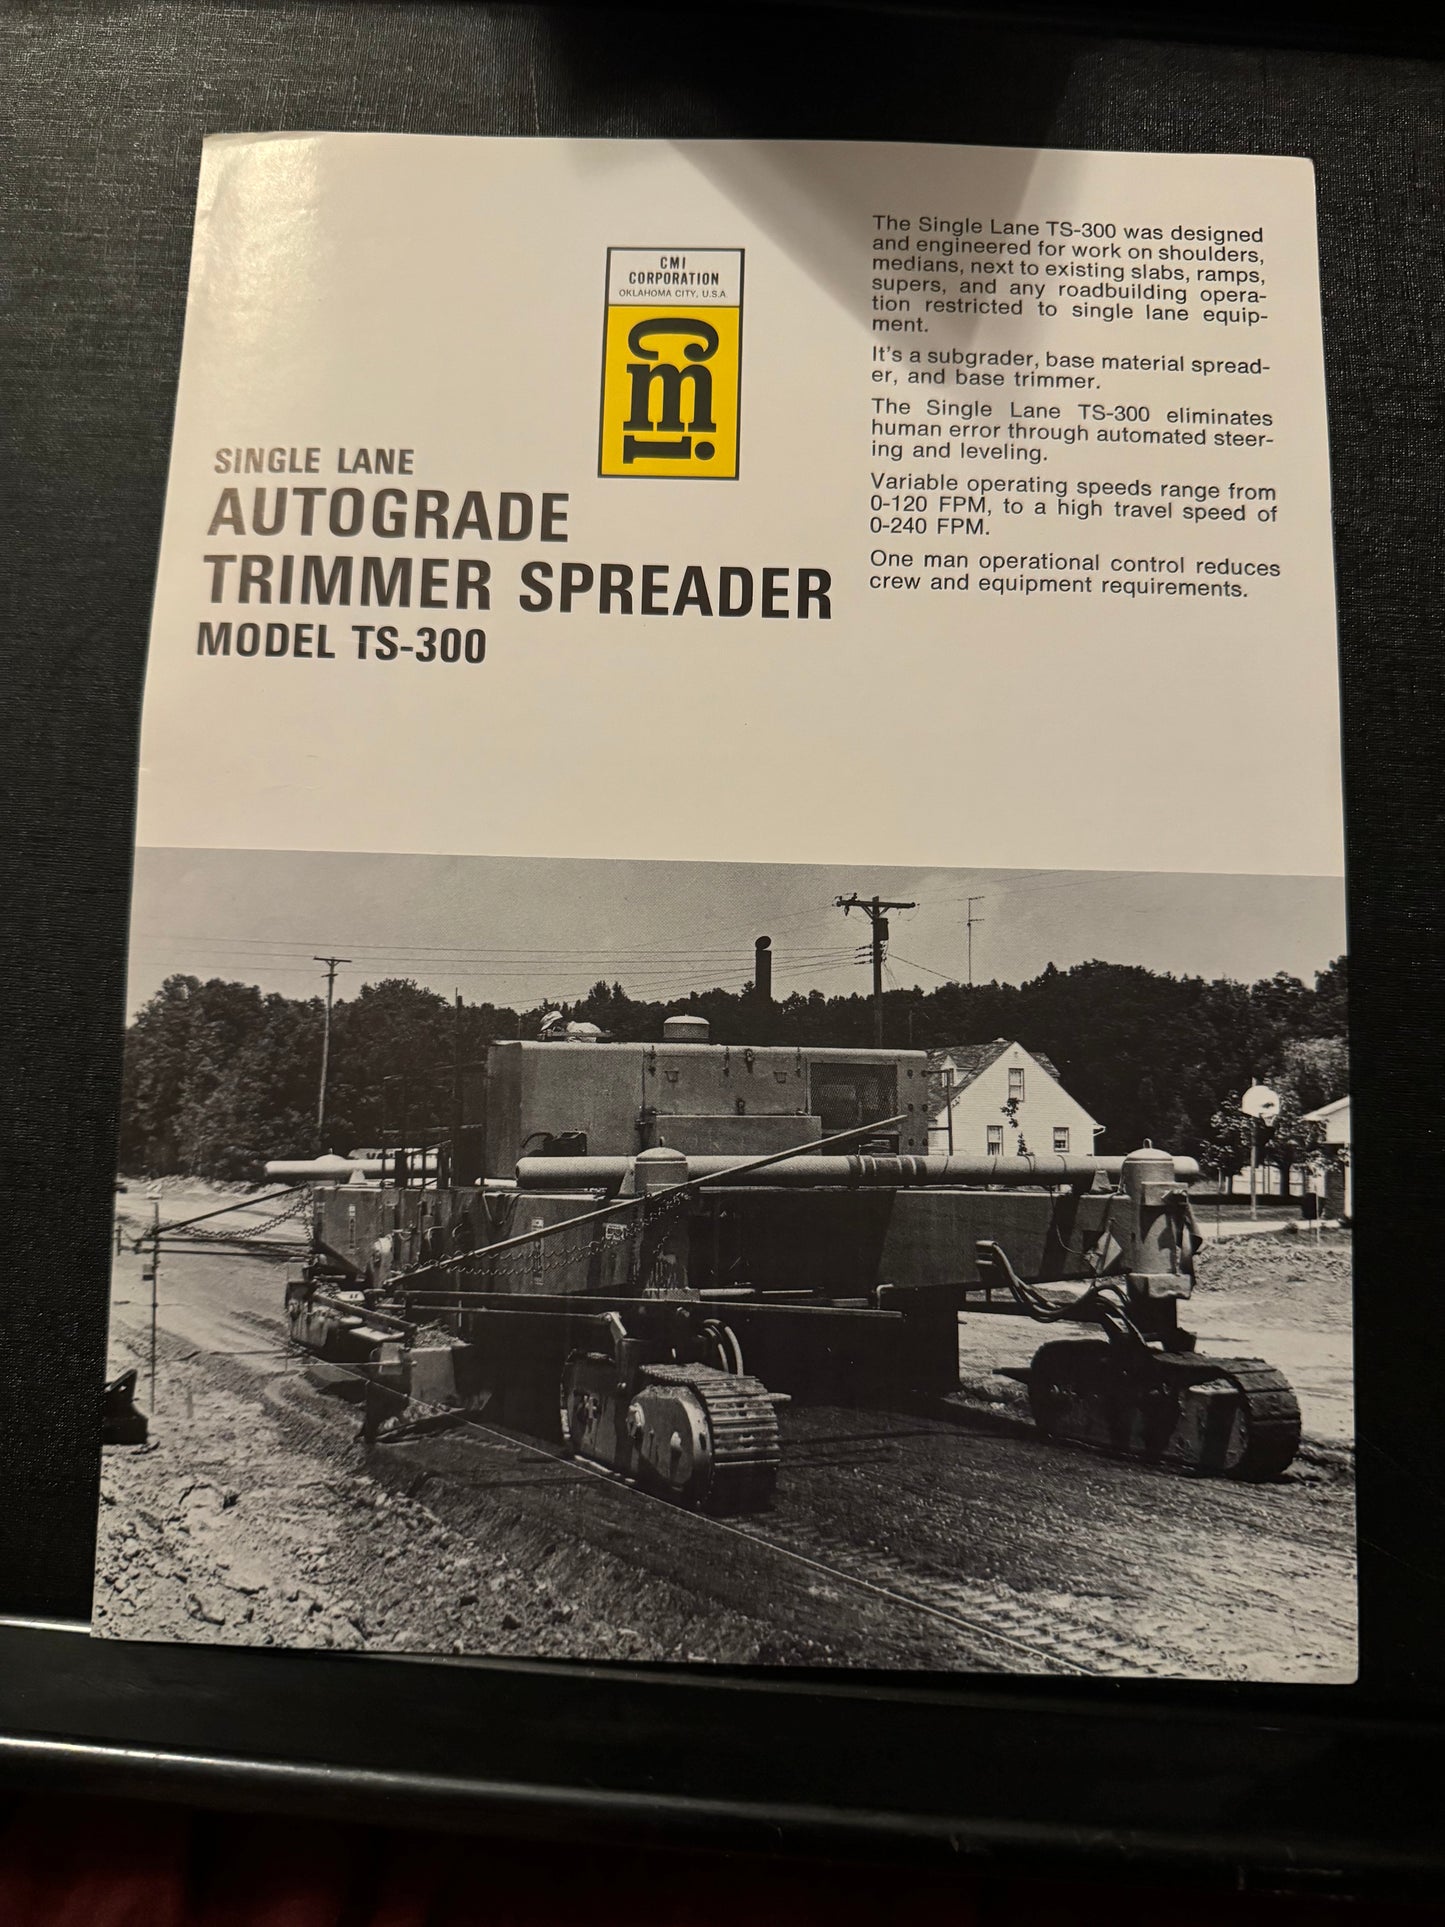 CMI
CORPORATION
OKLAHOMA CITY, U.S.A.
cmi
SINGLE LANE
AUTOGRADE
TRIMMER SPREADER
MODEL TS-300
The Single Lane TS-300 was designed
and engineered for work on shoulders,
medians, next to existing slabs, ramps,
supers, and any roadbuilding opera-
tion restricted to single lane equip-
ment.
It's a subgrader, base material spread-
er, and base trimmer.
The Single Lane TS-300 eliminates
human error through automated steer-
ing and leveling.
Variable operating speeds range from
0-120 FPM, to a high travel speed of
0-240 FPM.
One man operational control reduces
crew and equipment requirements.